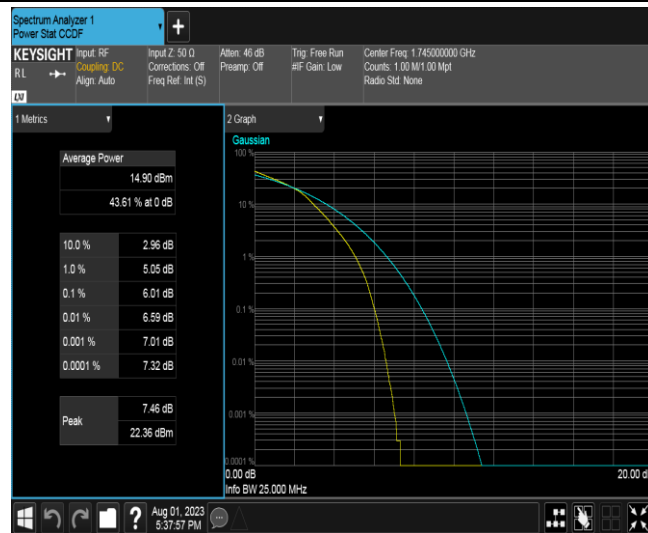 Spectrum Analyzer 1
Power Stat CCDF
+
KEYSIGHT
RL
LXI
Input: RF
Coupling: DC
Align: Auto
Input Z: 50 Ω
Corrections: Off
Freq Ref: Int (S)
Atten: 46 dB
Preamp: Off
Trig: Free Run
#IF Gain: Low
Center Freq: 1.745000000 GHz
Counts: 1.00 M/1.00 Mpt
Radio Std: None
1 Metrics
Average Power
14.90 dBm
43.61 % at 0 dB
10.0 % 2.96 dB
1.0 % 5.05 dB
0.1 % 6.01 dB
0.01 % 6.59 dB
0.001 % 7.01 dB
0.0001 % 7.32 dB
Peak
7.46 dB
22.36 dBm
2 Graph
Gaussian
100 %
10 %
1 %
0.1 %
0.01 %
0.001 %
0.0001 %
0.00 dB
20.00 d
Info BW 25.000 MHz
?
Aug 01, 2023
5:37:57 PM